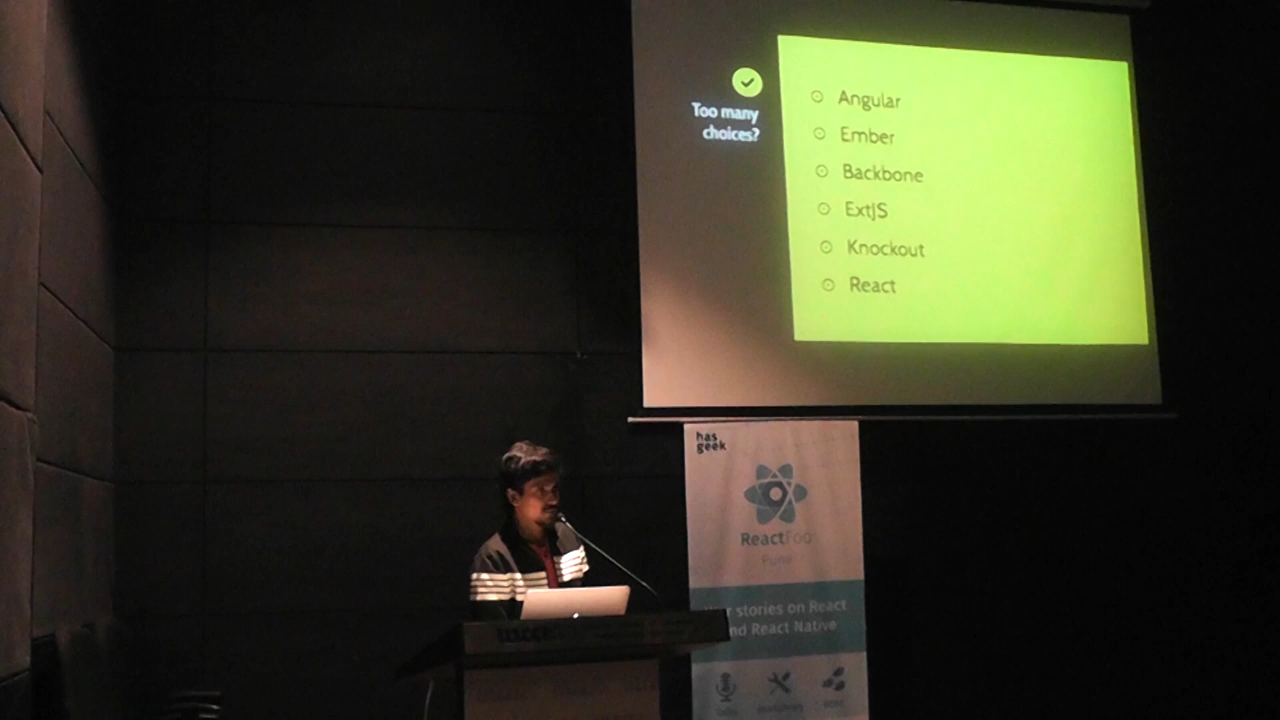 Too many
choices?
Angular
Ember
Backbone
ExtJS
Knockout
React
has
geek
ReactFoo
Pune
stories on React
and React Native